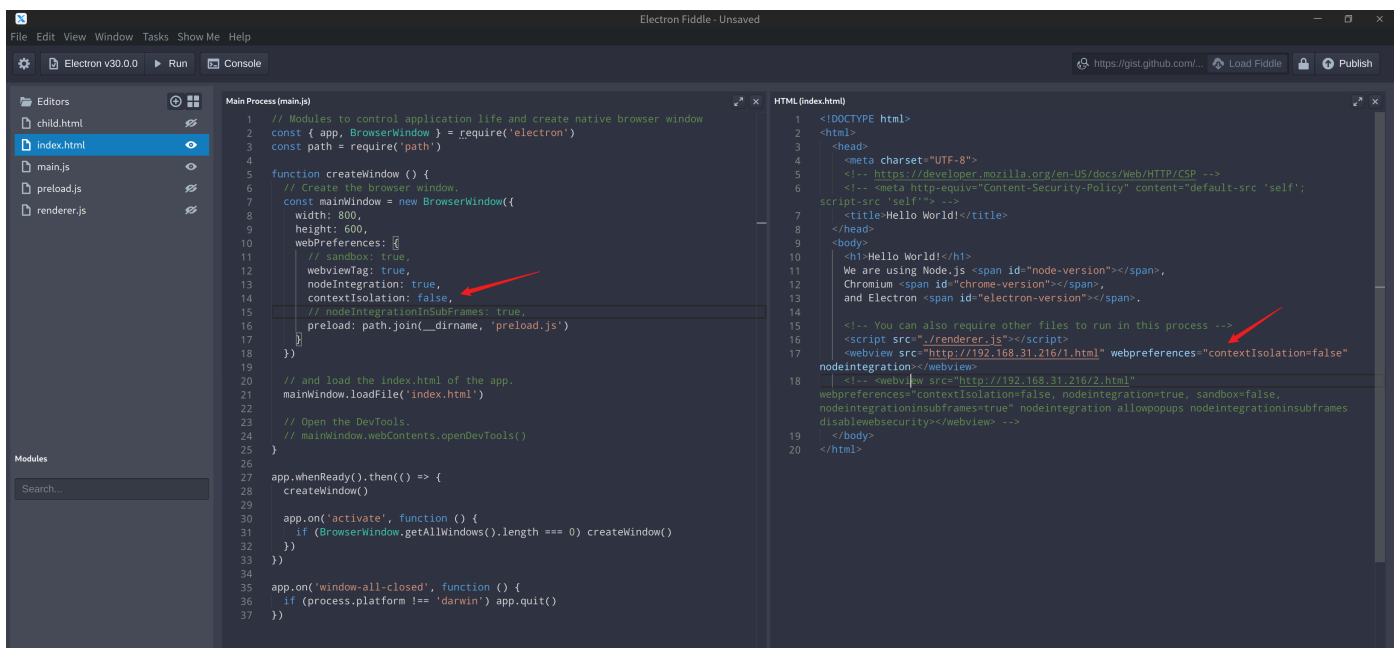 Electron Fiddle - Unsaved
File Edit View Window Tasks Show Me Help
Electron v30.0.0 Run Console https://gist.github.com/... Load Fiddle Publish
Editors
child.html
index.html
main.js
preload.js
renderer.js
Modules
Search...
Main Process (main.js)
1 // Modules to control application life and create native browser window
2 const { app, BrowserWindow } = require('electron')
3 const path = require('path')
4
5 function createWindow () {
6 // Create the browser window.
7 const mainWindow = new BrowserWindow({
8 width: 800,
9 height: 600,
10 webPreferences: {
11 // sandbox: true,
12 webviewTag: true,
13 nodeIntegration: true,
14 contextIsolation: false,
15 // nodeIntegrationInSubFrames: true,
16 preload: path.join(__dirname, 'preload.js')
17 }
18 })
19
20 // and load the index.html of the app.
21 mainWindow.loadFile('index.html')
22
23 // Open the DevTools.
24 // mainWindow.webContents.openDevTools()
25 }
26
27 app.whenReady().then(() => {
28 createWindow()
29
30 app.on('activate', function () {
31 if (BrowserWindow.getAllWindows().length === 0) createWindow()
32 })
33 })
34
35 app.on('window-all-closed', function () {
36 if (process.platform !== 'darwin') app.quit()
37 })
HTML (index.html)
1 <!DOCTYPE html>
2 <html>
3 <head>
4 <meta charset="UTF-8">
5 <!-- https://developer.mozilla.org/en-US/docs/Web/HTTP/CSP -->
6 <!-- <meta http-equiv="Content-Security-Policy" content="default-src 'self';
script-src 'self'"> -->
7 <title>Hello World!</title>
8 </head>
9 <body>
10 <h1>Hello World!</h1>
11 We are using Node.js <span id="node-version"></span>,
12 Chromium <span id="chrome-version"></span>,
13 and Electron <span id="electron-version"></span>.
14
15 <!-- You can also require other files to run in this process -->
16 <script src="./renderer.js"></script>
17 <webview src="http://192.168.31.216/1.html" webpreferences="contextIsolation=false"
nodeintegration></webview>
18 <!-- <webview src="http://192.168.31.216/2.html"
webpreferences="contextIsolation=false, nodeintegration=true, sandbox=false,
nodeintegrationinsubframes=true" nodeintegration allowpopups nodeintegrationinsubframes
disablewebsecurity></webview> -->
19 </body>
20 </html>